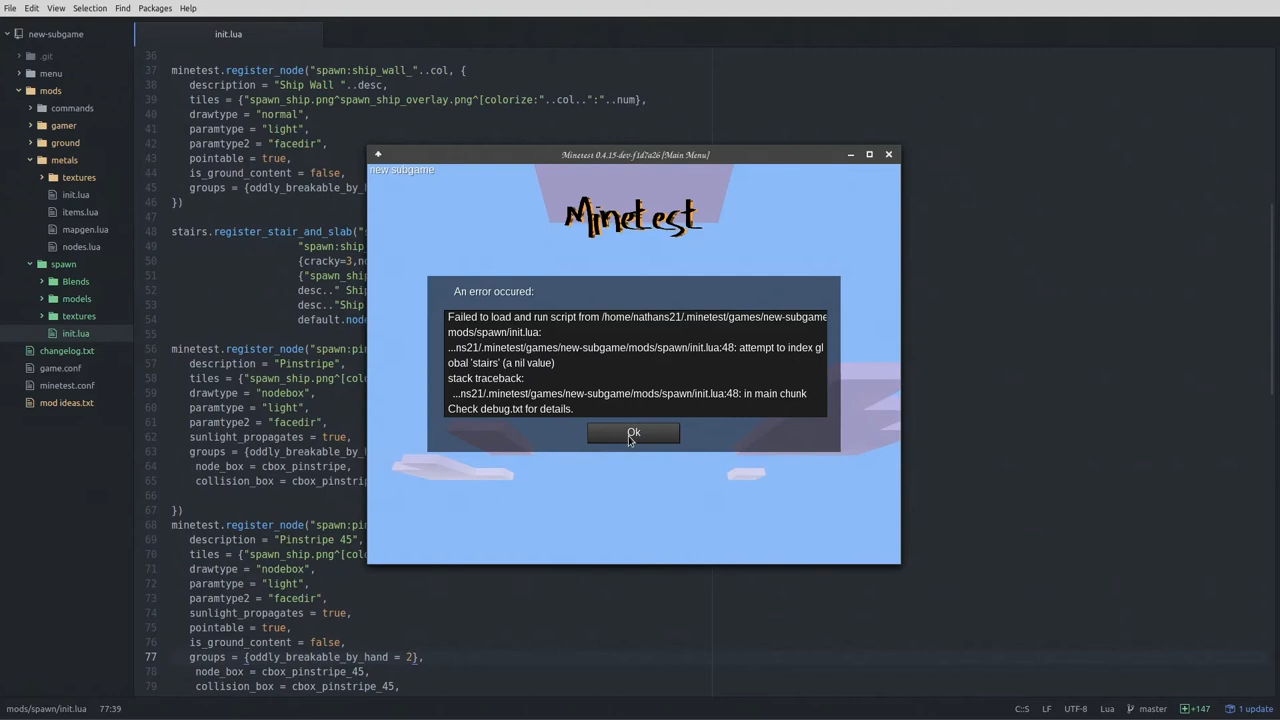 File Edit View Selection Find Packages Help
new-subgame
.git
menu
mods
commands
gamer
ground
metals
textures
init.lua
items.lua
mapgen.lua
nodes.lua
spawn
Blends
models
textures
init.lua
changelog.txt
game.conf
minetest.conf
mod ideas.txt
init.lua
36
37 minetest.register_node("spawn:ship_wall_"..col, {
38 description = "Ship Wall "..desc,
39 tiles = {"spawn_ship.png^spawn_ship_overlay.png^[colorize:"..col..":"..num},
40 drawtype = "normal",
41 paramtype = "light",
42 paramtype2 = "facedir",
43 pointable = true,
44 is_ground_content = false,
45 groups = {oddly_breakable_by_h
46 })
47
48 stairs.register_stair_and_slab("s
49 "spawn:ship_
50 {cracky=3,no
51 {"spawn_ship
52 desc.." Shi
53 desc.."Ship
54 default.nod
55
56 minetest.register_node("spawn:pin
57 description = "Pinstripe",
58 tiles = {"spawn_ship.png^[colo
59 drawtype = "nodebox",
60 paramtype = "light",
61 paramtype2 = "facedir",
62 sunlight_propagates = true,
63 groups = {oddly_breakable_by_h
64 node_box = cbox_pinstripe,
65 collision_box = cbox_pinstri
66
67 })
68 minetest.register_node("spawn:pin
69 description = "Pinstripe 45",
70 tiles = {"spawn_ship.png^[colo
71 drawtype = "nodebox",
72 paramtype = "light",
73 paramtype2 = "facedir",
74 sunlight_propagates = true,
75 pointable = true,
76 is_ground_content = false,
77 groups = {oddly_breakable_by_hand = 2},
78 node_box = cbox_pinstripe_45,
79 collision_box = cbox_pinstripe_45,
Minetest 0.4.15-dev-f1d7a26 [Main Menu]
new subgame
Minetest
An error occured:
Failed to load and run script from /home/nathans21/.minetest/games/new-subgame
mods/spawn/init.lua:
...ns21/.minetest/games/new-subgame/mods/spawn/init.lua:48: attempt to index gl
obal 'stairs' (a nil value)
stack traceback:
...ns21/.minetest/games/new-subgame/mods/spawn/init.lua:48: in main chunk
Check debug.txt for details.
Ok
mods/spawn/init.lua 77:39 C::S LF UTF-8 Lua master +147 1 update